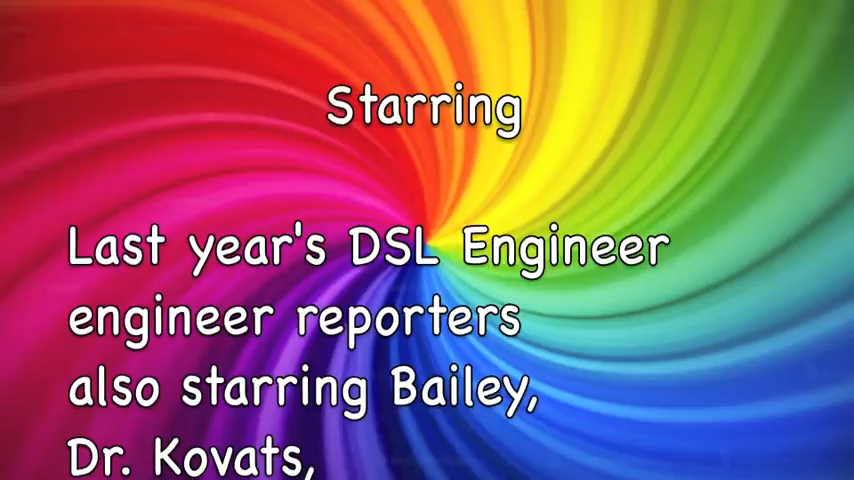 Starring
Last year's DSL Engineer
engineer reporters
also starring Bailey,
Dr. Kovats,